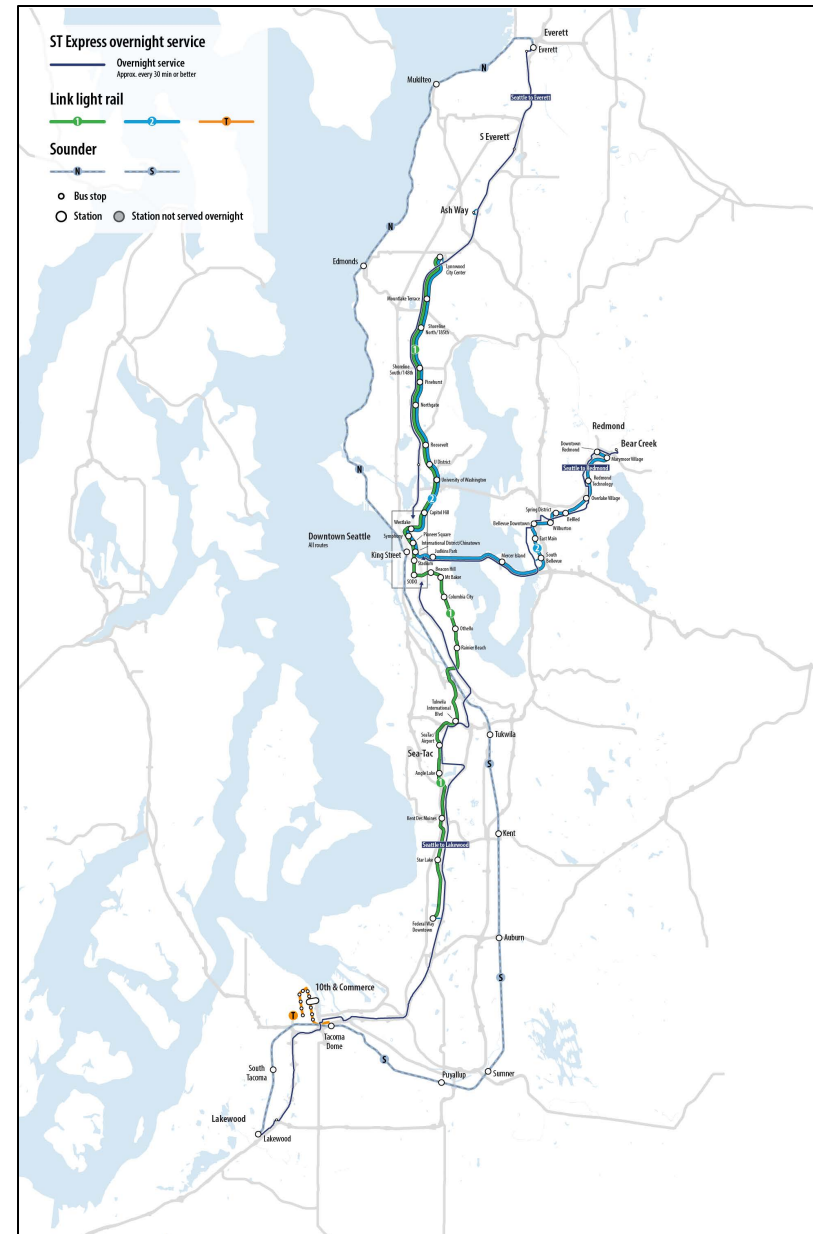 ST Express overnight service
Overnight service
Approx. every 30 min or better
Link light rail
1
2
T
Sounder
N
S
Bus stop
Station
Station not served overnight
Everett
Everett
N
Mukilteo
Seattle to Everett
S Everett
Ash Way
N
Edmonds
Lynnwood
City Center
Mountlake Terrace
Shoreline
North/185th
1
Shoreline
South/148th
Pinehurst
Northgate
Redmond
Downtown
Redmond
Bear Creek
Marymoor Village
Roosevelt
U District
N
Seattle to Redmond
Redmond
Technology
University of Washington
2
Overlake Village
Capitol Hill
Spring District
BelRed
Westlake
Bellevue Downtown
Wilburton
Downtown Seattle
All routes
Symphony
Pioneer Square
East Main
International District/Chinatown
2
King Street
Judkins Park
Mercer Island
South
Bellevue
Stadium
Beacon Hill
SODO
Mt Baker
Columbia City
1
Othello
Rainier Beach
Tukwila
International
Blvd
SeaTac/
Airport
Tukwila
Sea-Tac
S
Angle Lake
1
Kent Des Moines
Kent
Seattle to Lakewood
Star Lake
Federal Way
Downtown
Auburn
S
10th & Commerce
T
Tacoma
Dome
S
South
Tacoma
Puyallup
Sumner
Lakewood
Lakewood